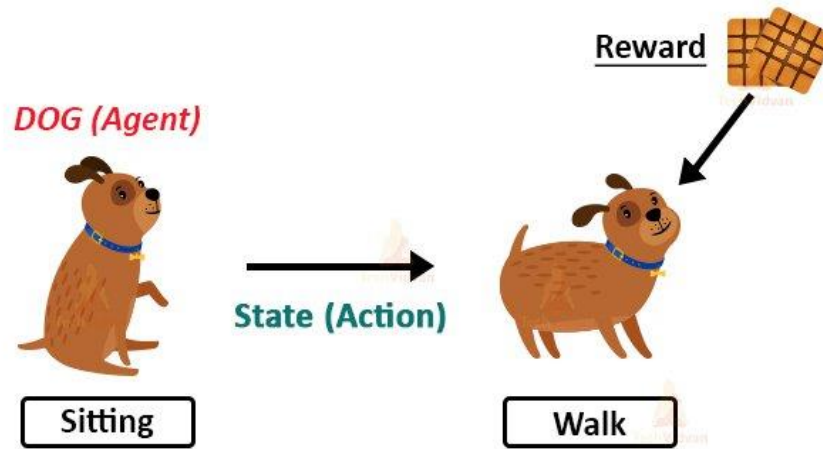 Reward
DOG (Agent)
State (Action)
Sitting
Walk